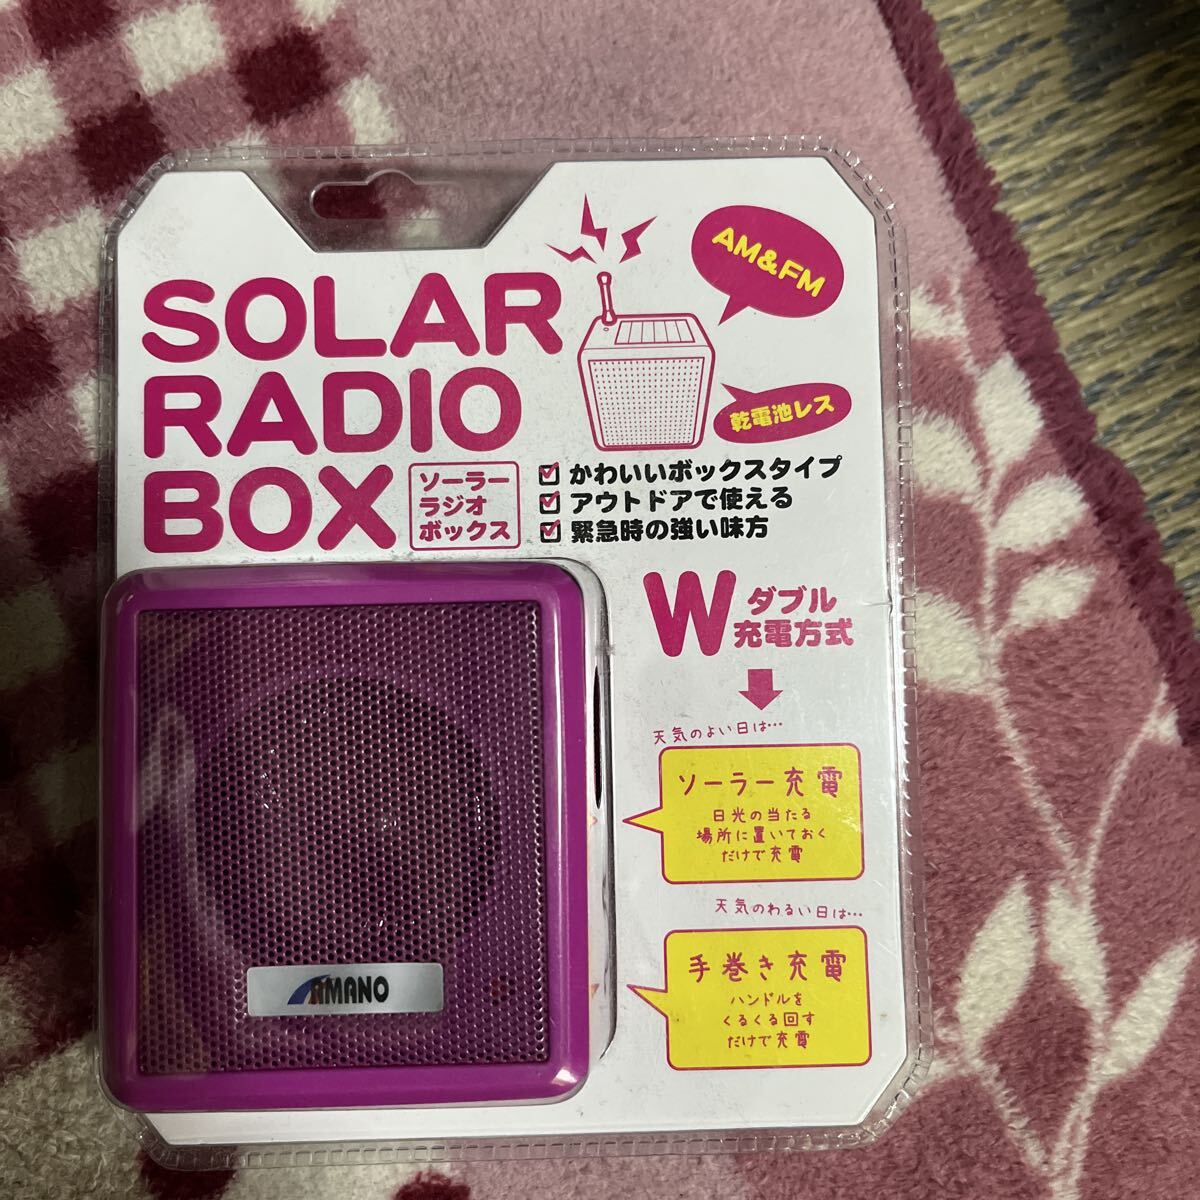 SOLAR
RADIO
BOX
ソーラー
ラジオ
ボックス
AM&FM
乾電池レス
かわいいボックスタイプ
アウトドアで使える
緊急時の強い味方
W ダブル
充電方式
天気のよい日は…
ソーラー充電
日光の当たる
場所に置いておく
だけで充電
天気のわるい日は…
手巻き充電
ハンドルを
くるくる回す
だけで充電
AMANO